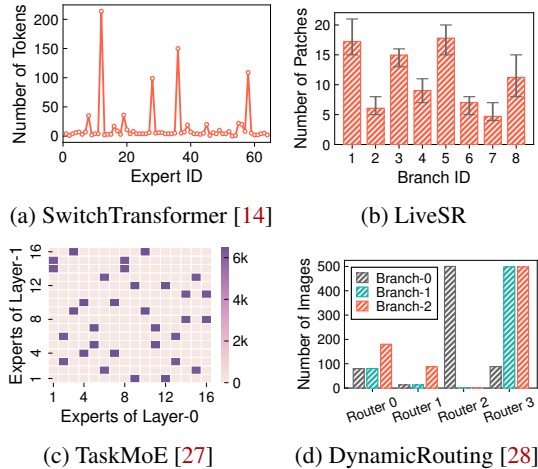 Number of Tokens
200
150
100
50
0
0
20
40
60
Expert ID
(a) SwitchTransformer [14]
Number of Patches
20
15
10
5
0
1 2 3 4 5 6 7 8
Branch ID
(b) LiveSR
Experts of Layer-1
16
12
8
4
1
1 4 8 12 16
Experts of Layer-0
6k
4k
2k
0
(c) TaskMoE [27]
Number of Images
500
400
300
200
100
0
Branch-0
Branch-1
Branch-2
Router 0
Router 1
Router 2
Router 3
(d) DynamicRouting [28]